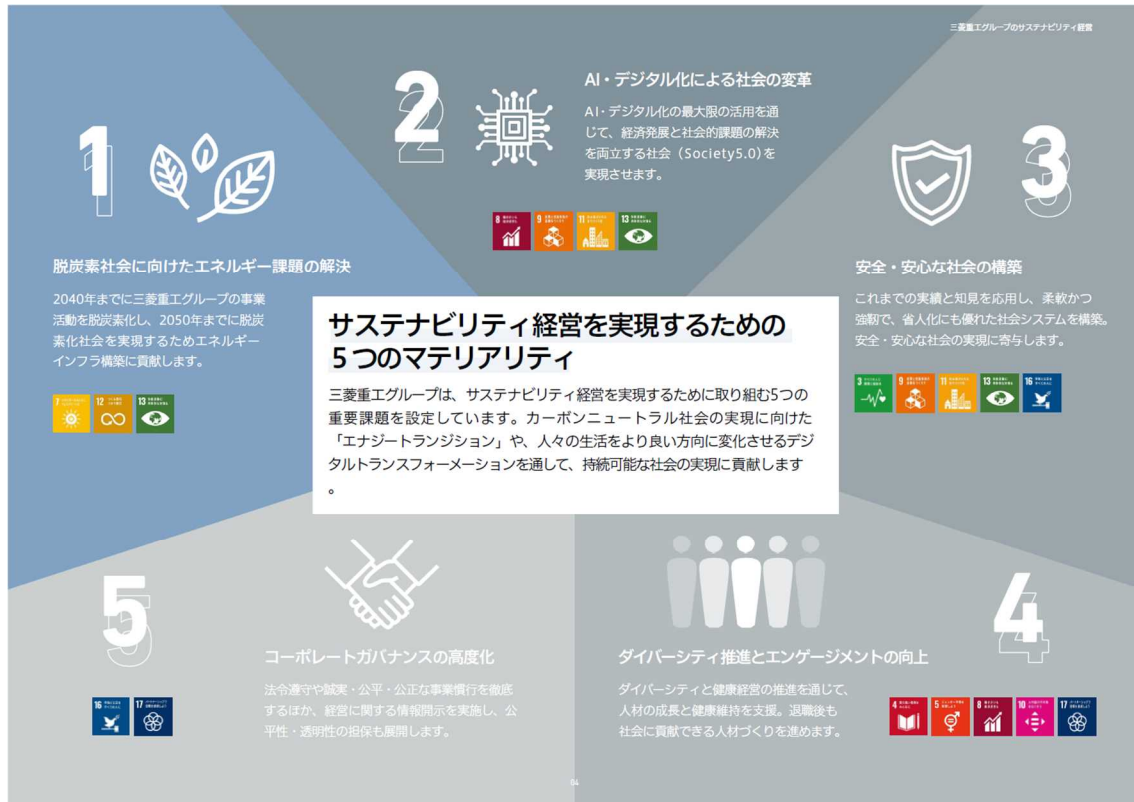 三菱重工グループのサステナビリティ経営
1
脱炭素社会に向けたエネルギー課題の解決
2040年までに三菱重工グループの事業
活動を脱炭素化し、2050年までに脱炭
素化社会を実現するためエネルギー
インフラ構築に貢献します。
7
12
13
2
AI・デジタル化による社会の変革
AI・デジタル化の最大限の活用を通
じて、経済発展と社会的課題の解決
を両立する社会（Society5.0）を
実現させます。
8
9
11
13
3
安全・安心な社会の構築
これまでの実績と知見を応用し、柔軟かつ
強靭で、省人化にも優れた社会システムを構築。
安全・安心な社会の実現に寄与します。
3
9
11
13
16
サステナビリティ経営を実現するための
５つのマテリアリティ
三菱重工グループは、サステナビリティ経営を実現するために取り組む5つの
重要課題を設定しています。カーボンニュートラル社会の実現に向けた
「エナジートランジション」や、人々の生活をより良い方向に変化させるデジ
タルトランスフォーメーションを通して、持続可能な社会の実現に貢献します
。
4
ダイバーシティ推進とエンゲージメントの向上
ダイバーシティと健康経営の推進を通じて、
人材の成長と健康維持を支援。退職後も
社会に貢献できる人材づくりを進めます。
4
5
8
10
17
5
コーポレートガバナンスの高度化
法令遵守や誠実・公平・公正な事業慣行を徹底
するほか、経営に関する情報開示を実施し、公
平性・透明性の担保も展開します。
16
17
04